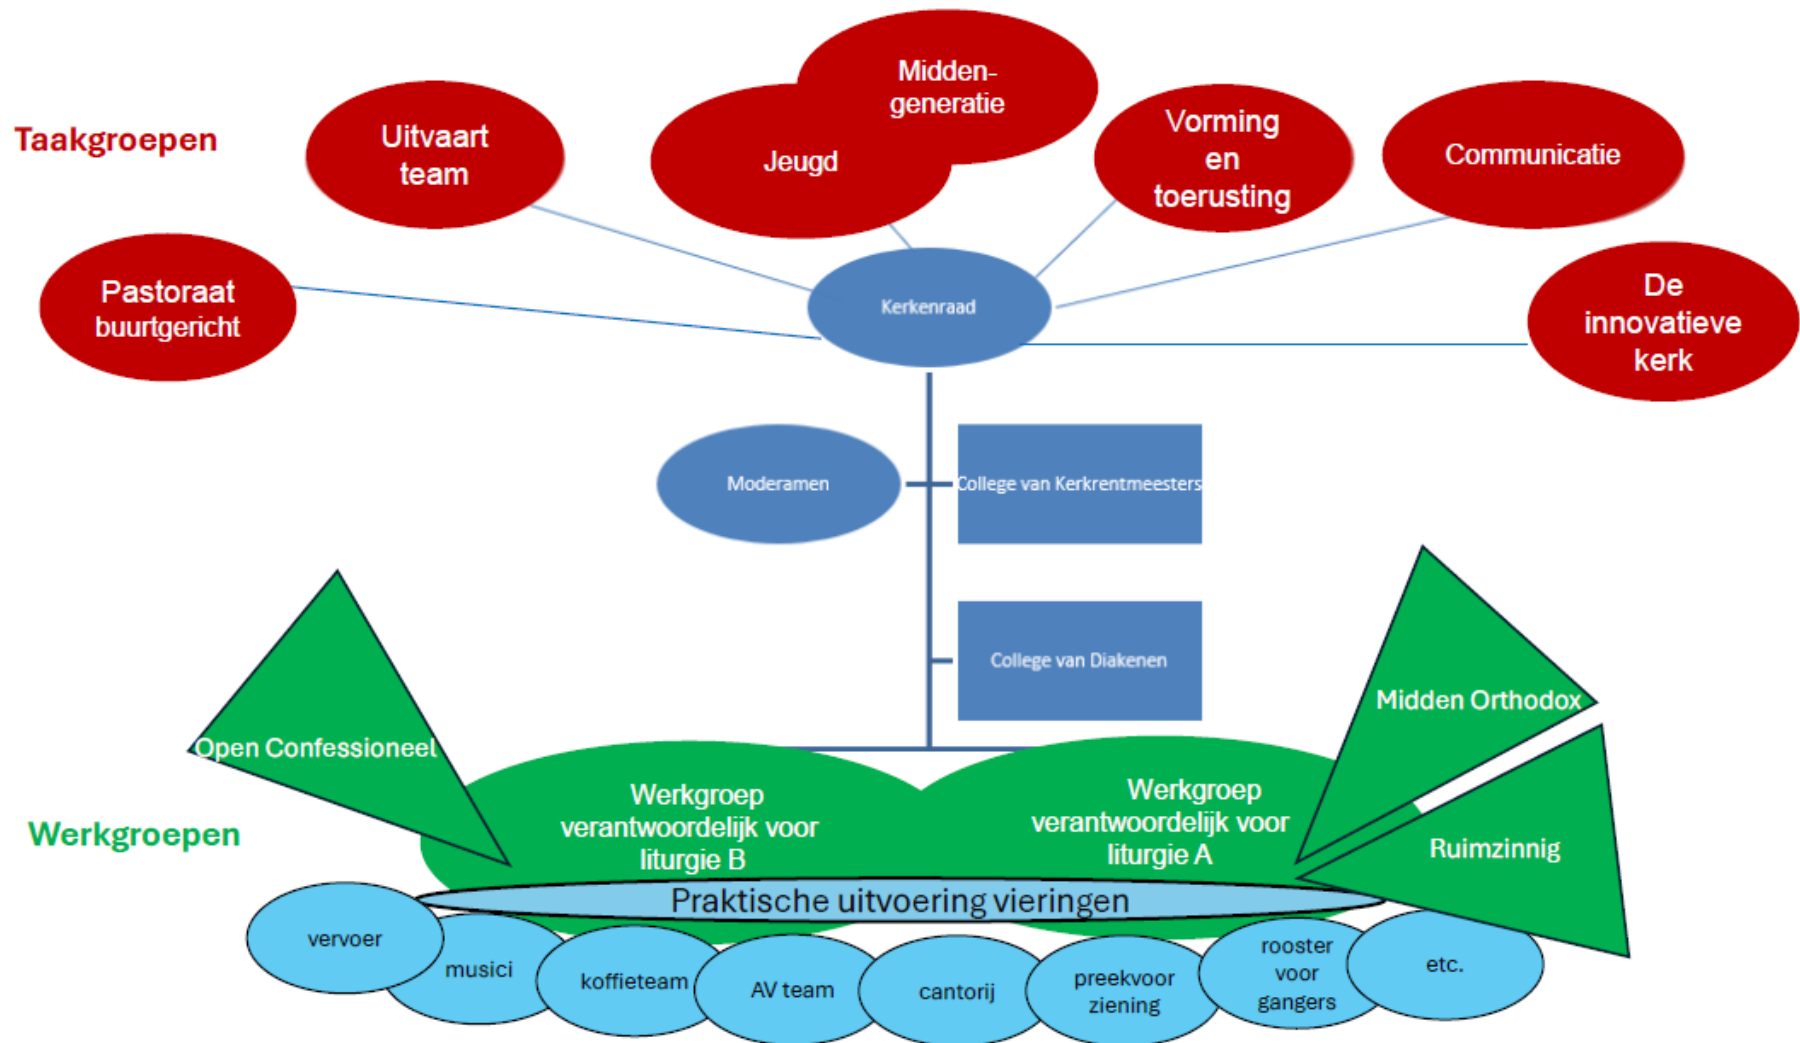 Midden-
generatie
Taakgroepen
Uitvaart
team
Jeugd
Vorming
en
toerusting
Communicatie
Pastoraat
buurtgericht
Kerkenraad
De
innovatieve
kerk
Moderamen
College van Kerkrentmeesters
College van Diakenen
Open Confessioneel
Midden Orthodox
Werkgroepen
Werkgroep
verantwoordelijk voor
liturgie B
Werkgroep
verantwoordelijk voor
liturgie A
Ruimzinnig
Praktische uitvoering vieringen
vervoer
musici
koffieteam
AV team
cantorij
preekvoor
ziening
rooster
voor
gangers
etc.